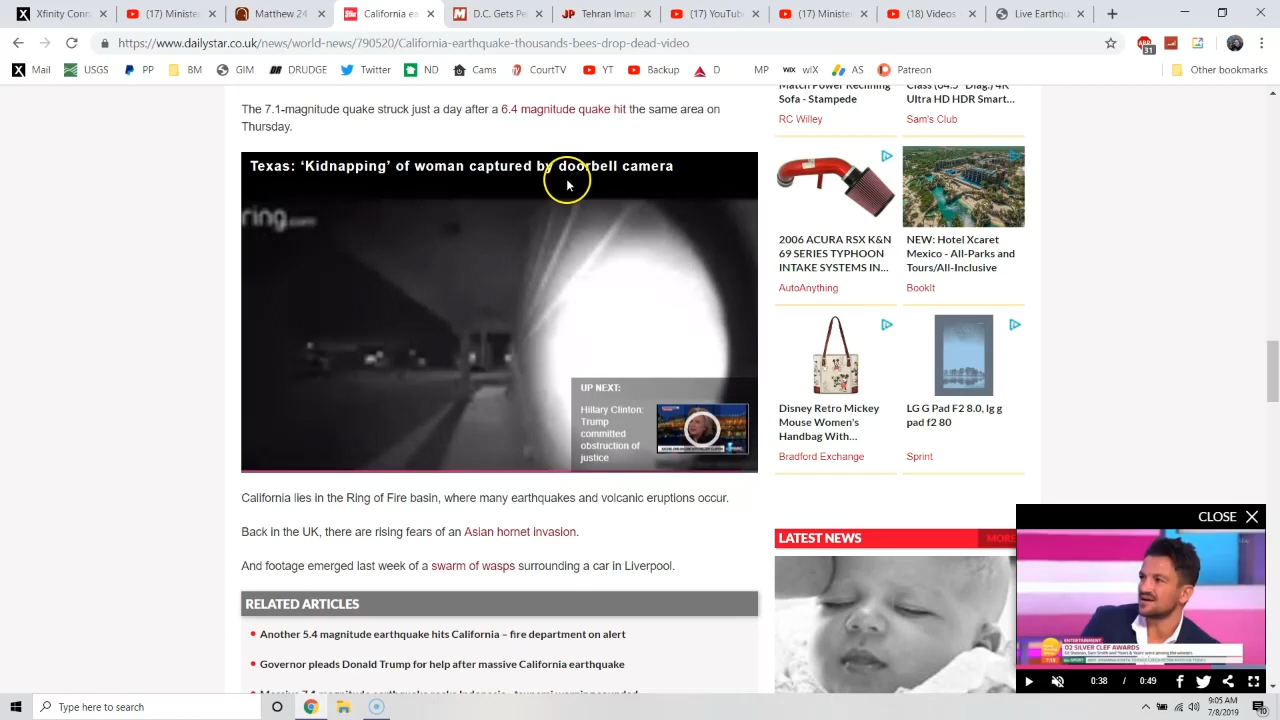 Xfinity Conne
(17) Ministe
Matthew 24
California ea
D.C. Gets Pe
Jerusalem Ti
(17) YouTub
(17) Ministe
(18) Videos
Live Earthqu
https://www.dailystar.co.uk/news/world-news/790520/California-earthquake-thousands-bees-drop-dead-video
31
Mail
USGS
PP
BM
GIM
DRUDGE
Twitter
ND
Cams
CourtTV
YT
Backup
D
MP
wix
wIX
AS
Patreon
Other bookmarks
The 7.1magnitude quake struck just a day after a 6.4 magnitude quake hit the same area on
Thursday.
Texas: ‘Kidnapping’ of woman captured by doorbell camera
ring.com
UP NEXT:
Hillary Clinton:
Trump
committed
obstruction of
justice
California lies in the Ring of Fire basin, where many earthquakes and volcanic eruptions occur.
Back in the UK, there are rising fears of an Asian hornet invasion.
And footage emerged last week of a swarm of wasps surrounding a car in Liverpool.
RELATED ARTICLES
Another 5.4 magnitude earthquake hits California – fire department on alert
Governor pleads Donald Trump for help after massive California earthquake
Match Power Reclining
Sofa - Stampede
RC Willey
Class (64.5" Diag.) 4K
Ultra HD HDR Smart...
Sam's Club
2006 ACURA RSX K&N
69 SERIES TYPHOON
INTAKE SYSTEMS IN...
AutoAnything
NEW: Hotel Xcaret
Mexico - All-Parks and
Tours/All-Inclusive
BookIt
Disney Retro Mickey
Mouse Women's
Handbag With...
Bradford Exchange
LG G Pad F2 8.0, lg g
pad f2 80
Sprint
LATEST NEWS
MORE
CLOSE
ENTERTAINMENT
O2 SILVER CLEF AWARDS
0:38 / 0:49
Type here to search
9:05 AM
7/8/2019
10